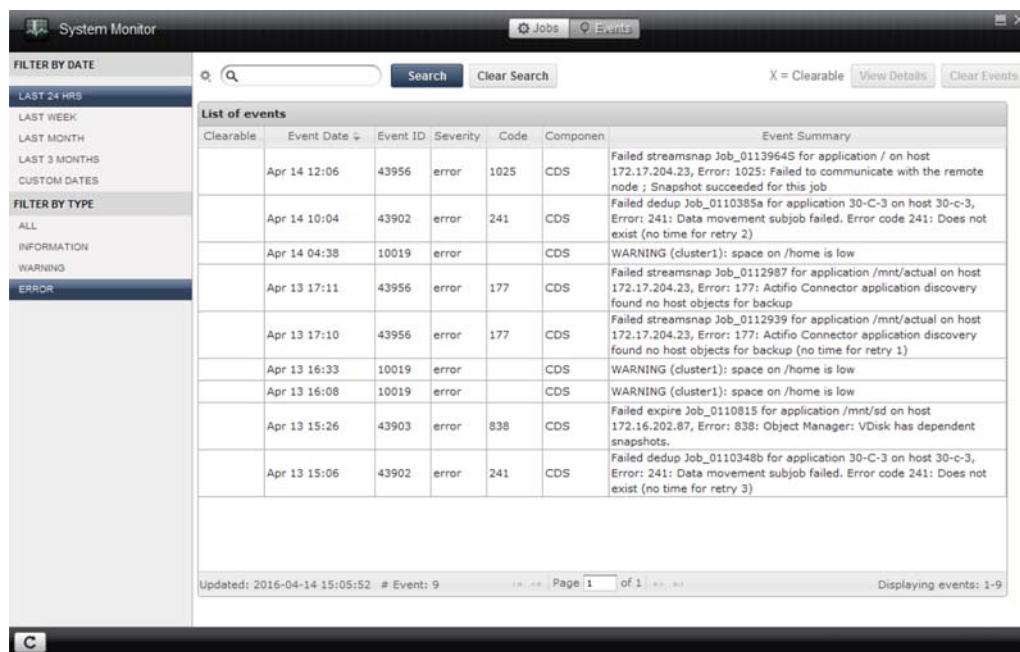 System Monitor
Jobs
Events
FILTER BY DATE
LAST 24 HRS
LAST WEEK
LAST MONTH
LAST 3 MONTHS
CUSTOM DATES
FILTER BY TYPE
ALL
INFORMATION
WARNING
ERROR
Search
Clear Search
X = Clearable
View Details
Clear Events
List of events
Clearable Event Date Event ID Severity Code Componen Event Summary
Failed streamsnap Job_0113964S for application / on host
Apr 14 12:06 43956 error 1025 CDS 172.17.204.23, Error: 1025: Failed to communicate with the remote
node ; Snapshot succeeded for this job
Failed dedup Job_0110385a for application 30-C-3 on host 30-c-3,
Apr 14 10:04 43902 error 241 CDS Error: 241: Data movement subjob failed. Error code 241: Does not
exist (no time for retry 2)
Apr 14 04:38 10019 error CDS WARNING (cluster1): space on /home is low
Failed streamsnap Job_0112987 for application /mnt/actual on host
Apr 13 17:11 43956 error 177 CDS 172.17.204.23, Error: 177: Actifio Connector application discovery
found no host objects for backup
Failed streamsnap Job_0112939 for application /mnt/actual on host
Apr 13 17:10 43956 error 177 CDS 172.17.204.23, Error: 177: Actifio Connector application discovery
found no host objects for backup (no time for retry 1)
Apr 13 16:33 10019 error CDS WARNING (cluster1): space on /home is low
Apr 13 16:08 10019 error CDS WARNING (cluster1): space on /home is low
Failed expire Job_0110815 for application /mnt/sd on host
Apr 13 15:26 43903 error 838 CDS 172.16.202.87, Error: 838: Object Manager: VDisk has dependent
snapshots.
Failed dedup Job_0110348b for application 30-C-3 on host 30-c-3,
Apr 13 15:06 43902 error 241 CDS Error: 241: Data movement subjob failed. Error code 241: Does not
exist (no time for retry 3)
Updated: 2016-04-14 15:05:52 # Event: 9
Page 1 of 1
Displaying events: 1-9